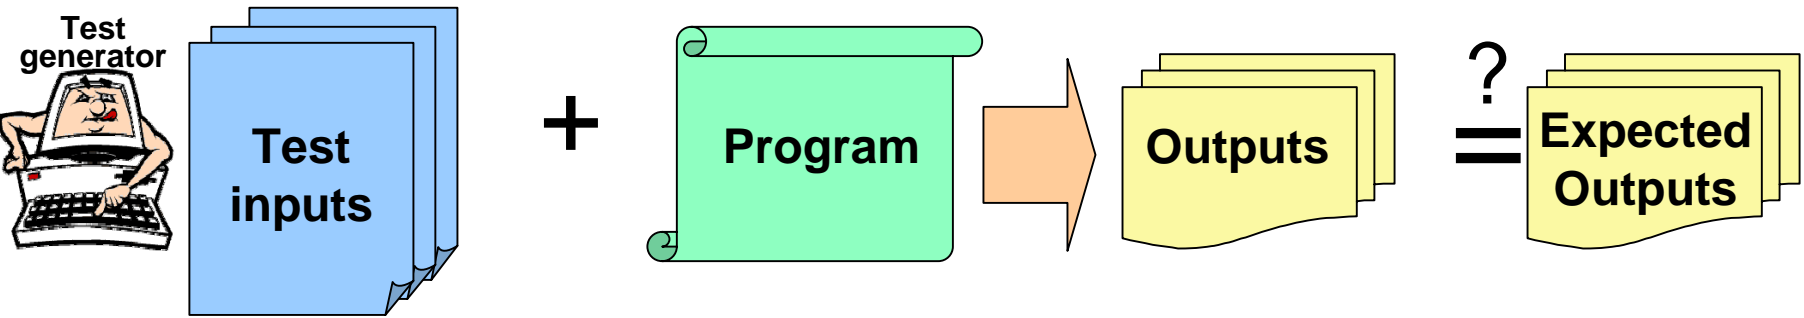 Test
generator
Test
inputs
+
Program
Outputs
?
=
Expected
Outputs